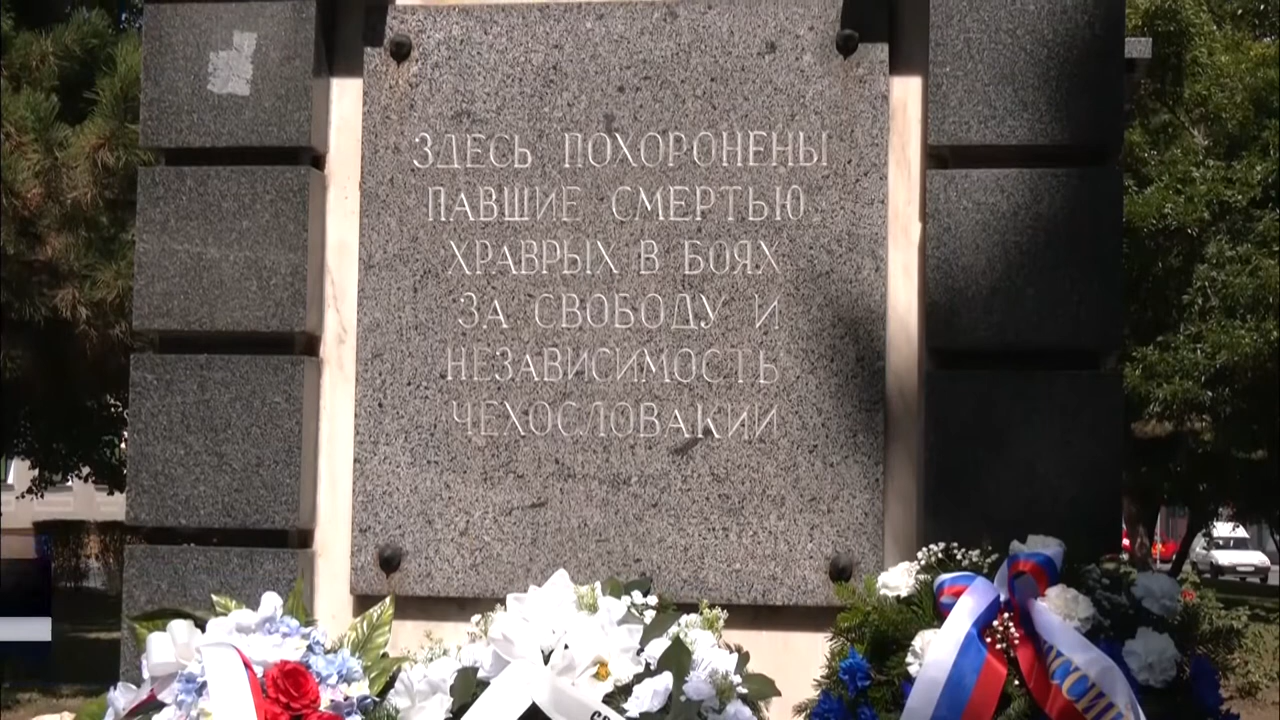 ЗДЕСЬ ПОХОРОНЕНЫ
ПАВШИЕ СМЕРТЬЮ
ХРАВРЫХ В БОЯХ
ЗА СВОБОДУ И
НЕЗАВИСИМОСТЬ
ЧЕХОСЛОВАКИИ